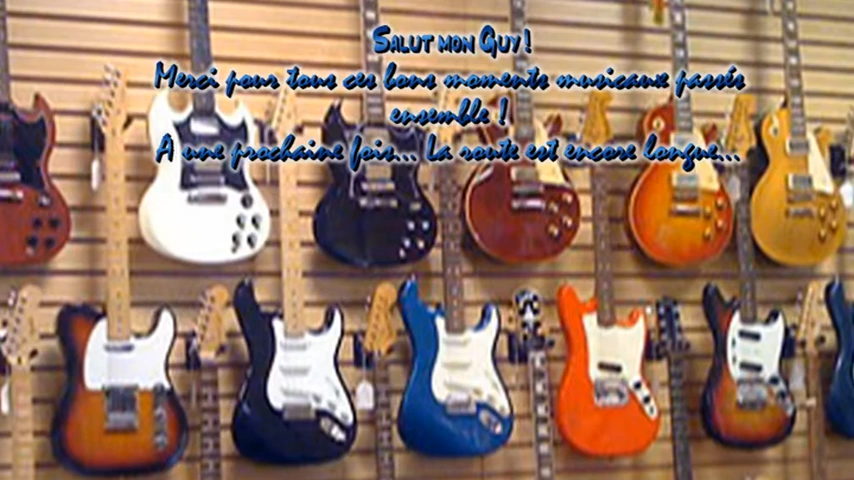 Salut mon Guy !
Merci pour tous ces bons moments musicaux passés
ensemble !
A une prochaine fois... La route est encore longue...